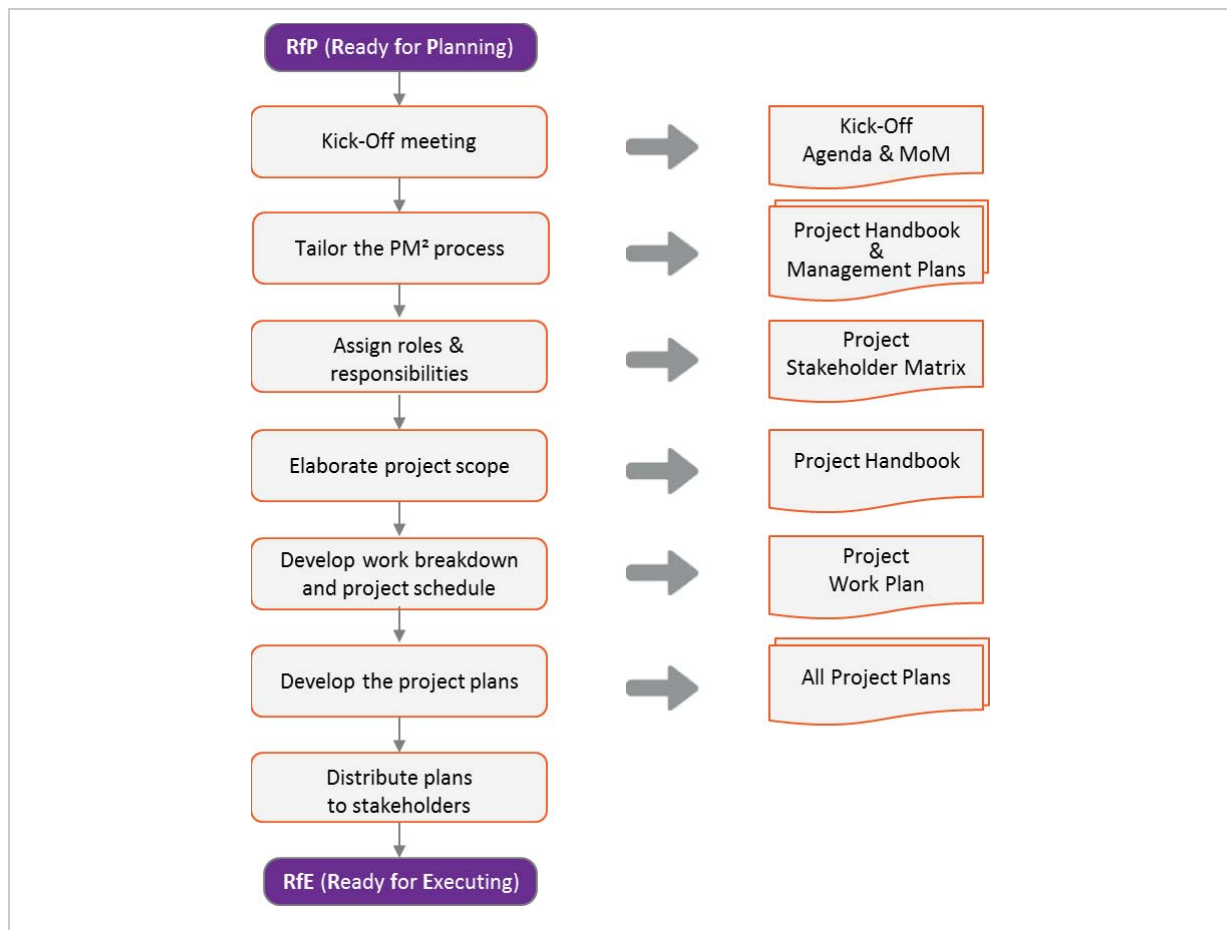 RfP (Ready for Planning)
Kick-Off meeting
Kick-Off
Agenda & MoM
Tailor the PM² process
Project Handbook
&
Management Plans
Assign roles &
responsibilities
Project
Stakeholder Matrix
Elaborate project scope
Project Handbook
Develop work breakdown
and project schedule
Project
Work Plan
Develop the project plans
All Project Plans
Distribute plans
to stakeholders
RfE (Ready for Executing)